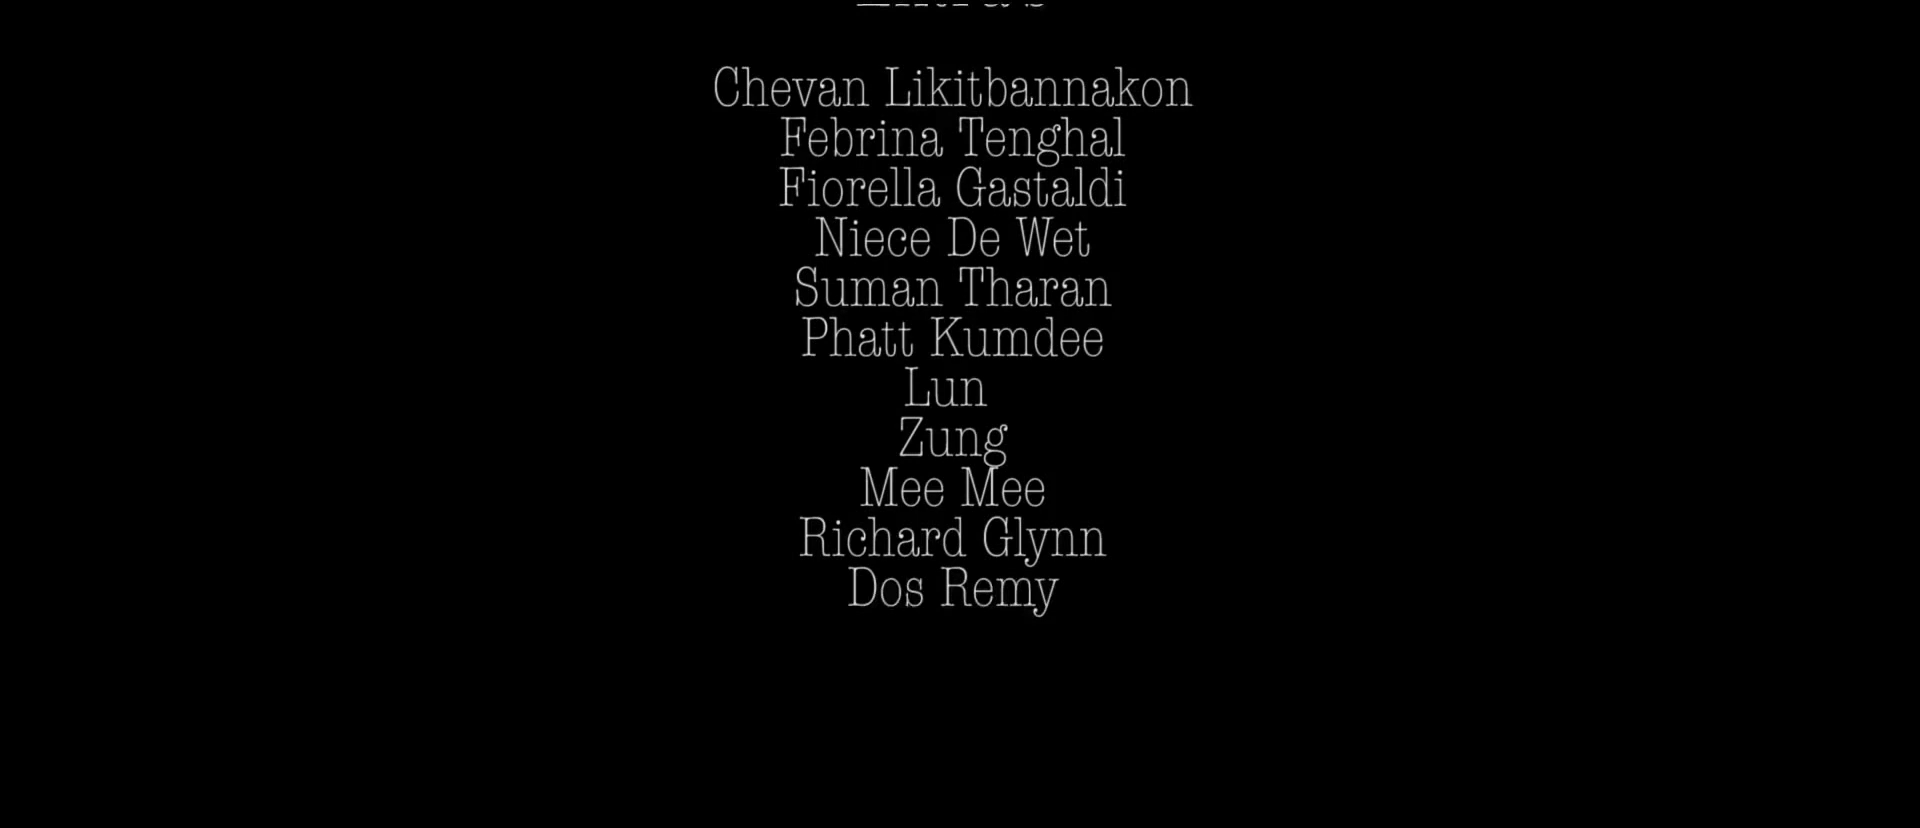 Chevan Likitbannakon
Febrina Tenghal
Fiorella Gastaldi
Niece De Wet
Suman Tharan
Phatt Kumdee
Lun
Zung
Mee Mee
Richard Glynn
Dos Remy